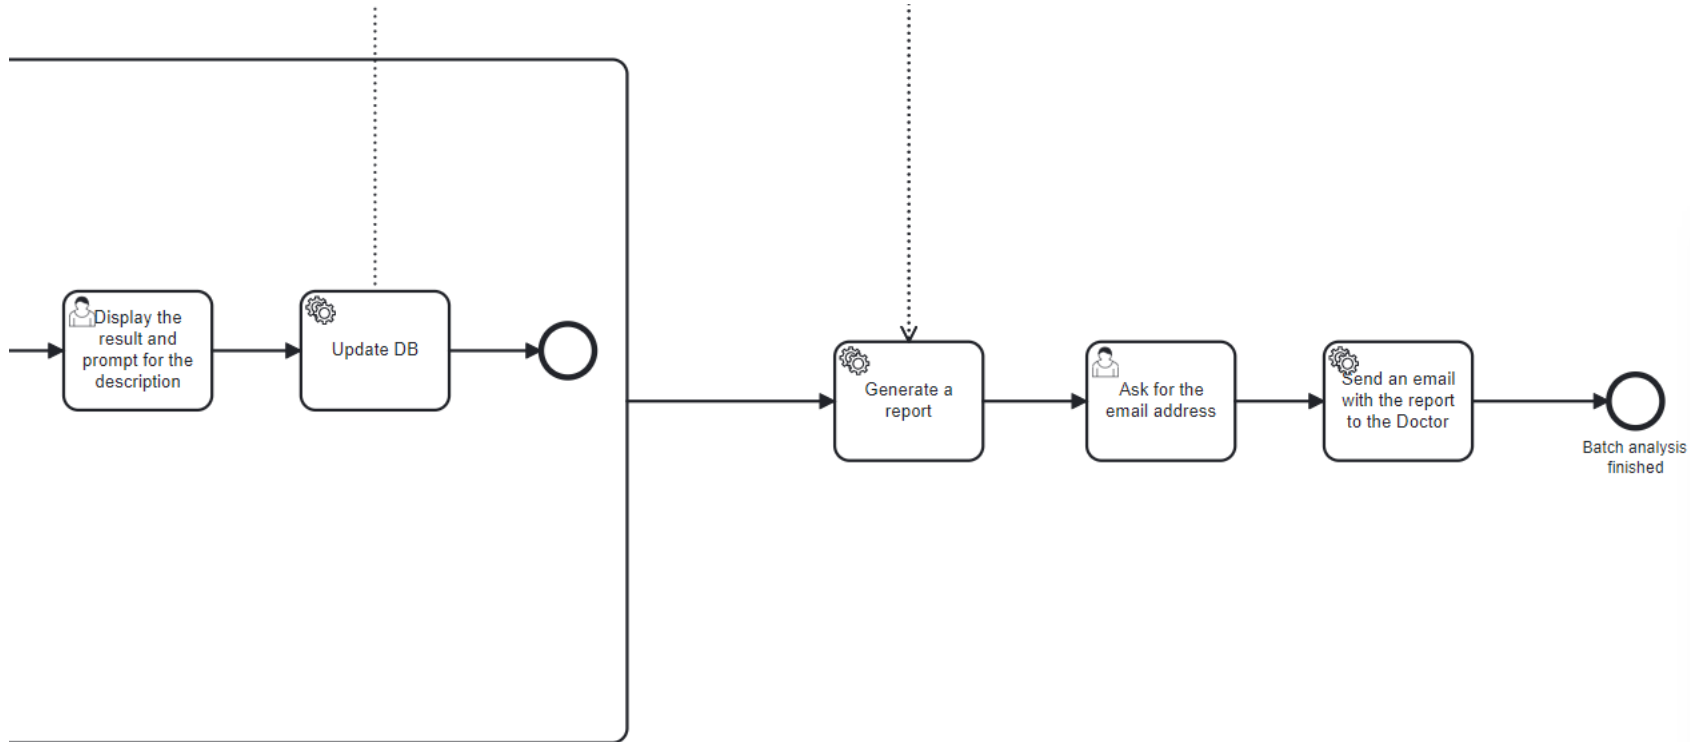 Display the
result and
prompt for the
description
Update DB
Generate a
report
Ask for the
email address
Send an email
with the report
to the Doctor
Batch analysis
finished